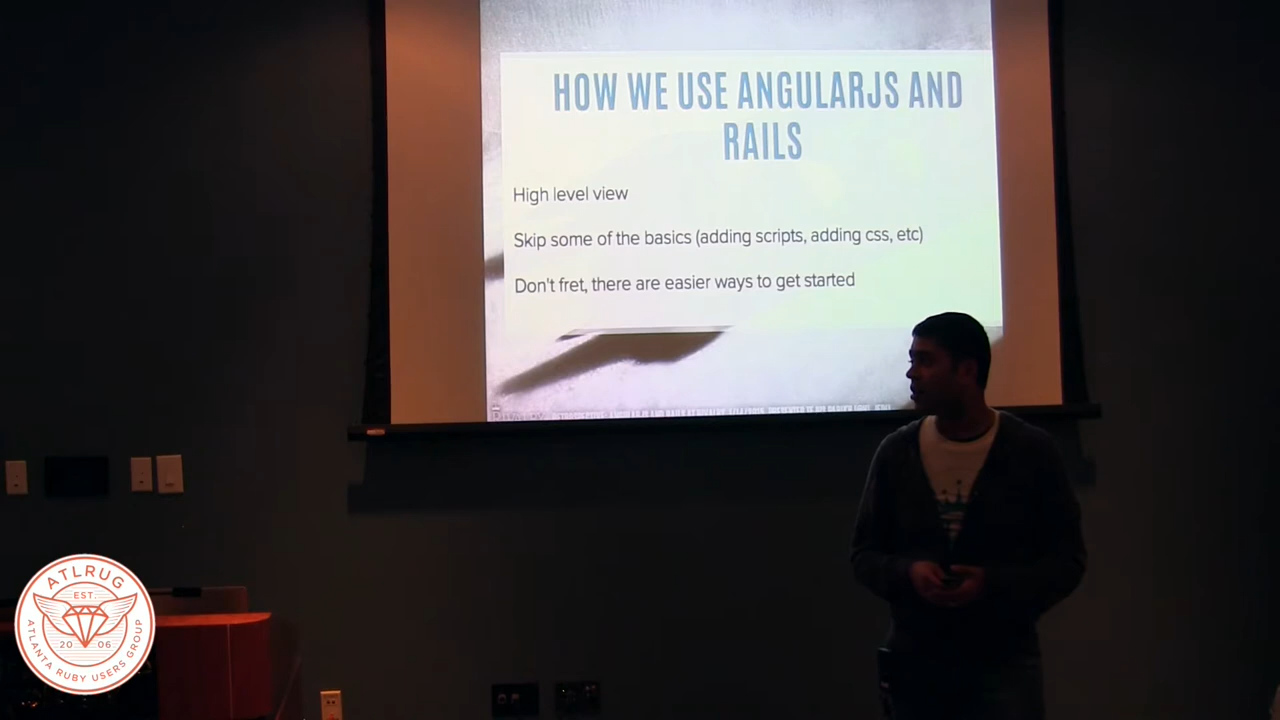 HOW WE USE ANGULARJS AND
RAILS
High level view
Skip some of the basics (adding scripts, adding css, etc)
Don't fret, there are easier ways to get started
ATLRUG
EST.
20 06
ATLANTA RUBY USERS GROUP